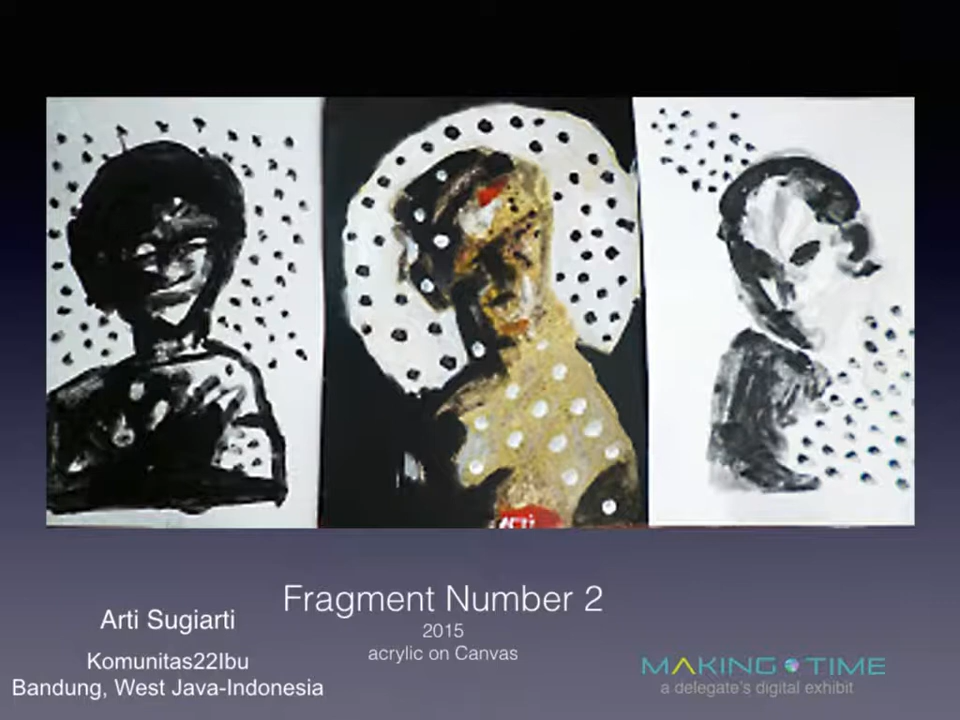 Arti
Fragment Number 2
2015
acrylic on Canvas
Arti Sugiarti
Komunitas22Ibu
Bandung, West Java-Indonesia
MAKING TIME
a delegate's digital exhibit